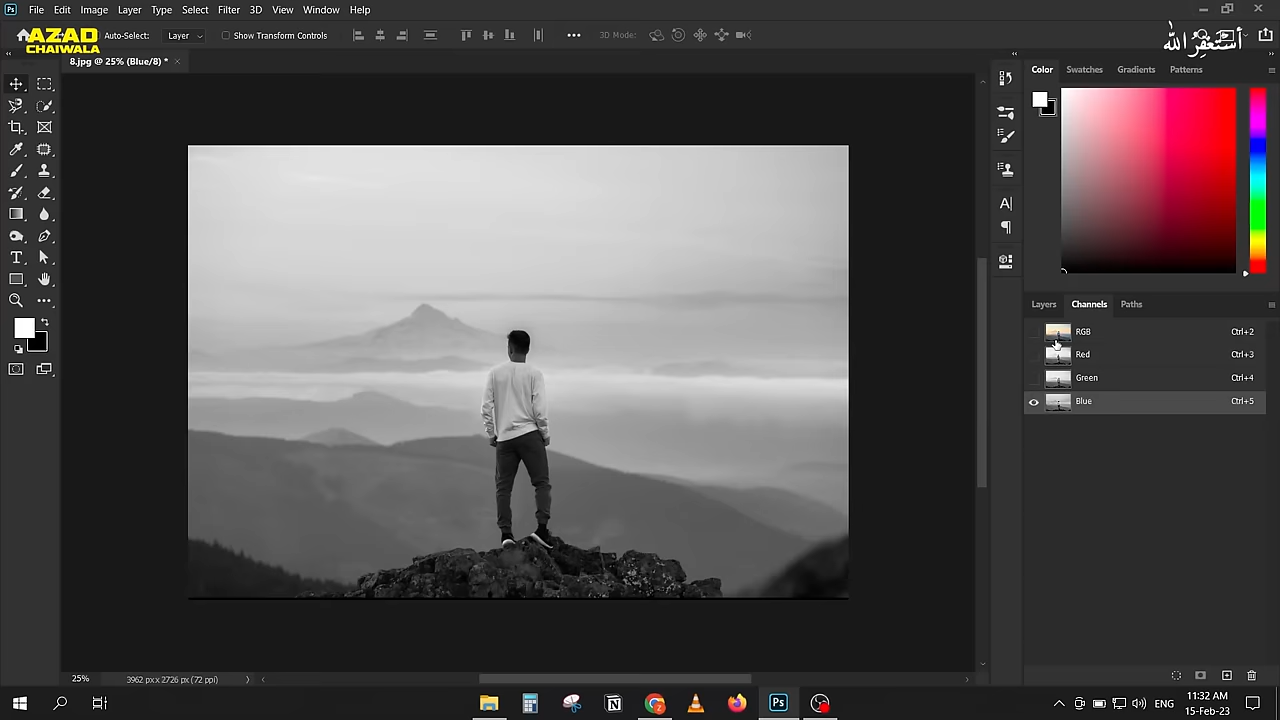 File Edit Image Layer Type Select Filter 3D View Window Help
AZAD
CHAIWALA
Auto-Select: Layer Show Transform Controls 3D Mode:
أستغفر الله
8.jpg @ 25% (Blue/8) *
Color Swatches Gradients Patterns
Layers Channels Paths
RGB Ctrl+2
Red Ctrl+3
Green Ctrl+4
Blue Ctrl+5
25% 3962 px x 2726 px (72 ppi)
ENG
11:32 AM
15-Feb-23